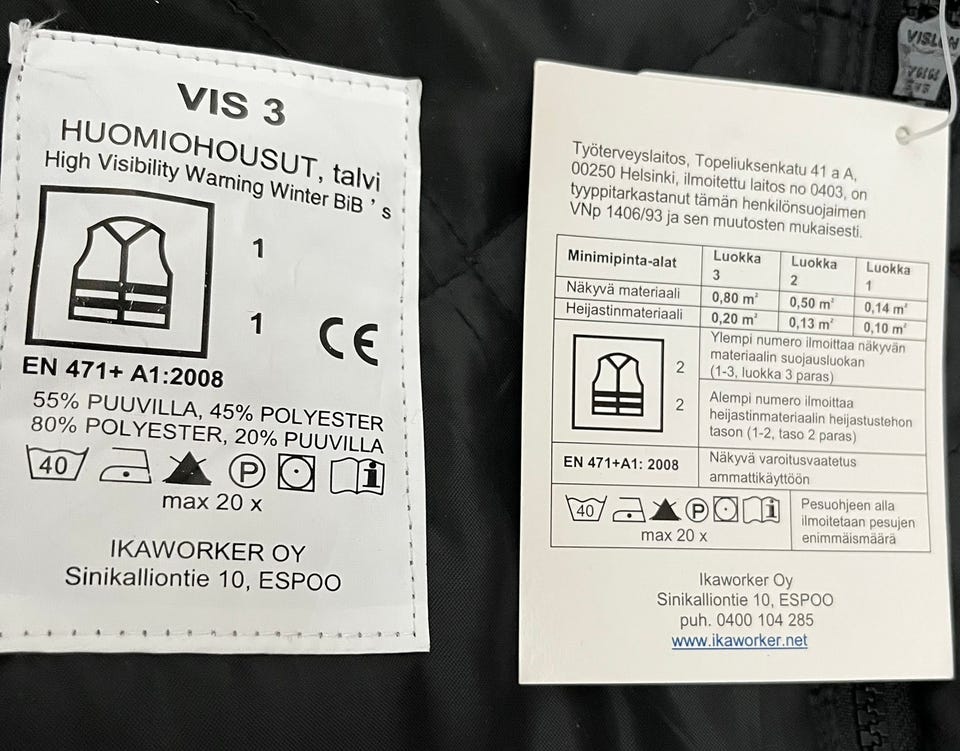 VIS 3
HUOMIOHOUSUT, talvi
High Visibility Warning Winter BiB ' s
1
1
CE
EN 471+ A1:2008
55% PUUVILLA, 45% POLYESTER
80% POLYESTER, 20% PUUVILLA
40
P
i
max 20 x
IKAWORKER OY
Sinikalliontie 10, ESPOO
Työterveyslaitos, Topeliuksenkatu 41 a A,
00250 Helsinki, ilmoitettu laitos no 0403, on
tyyppitarkastanut tämän henkilönsuojaimen
VNp 1406/93 ja sen muutosten mukaisesti.
Minimipinta-alat Luokka 3 Luokka 2 Luokka 1
Näkyvä materiaali 0,80 m² 0,50 m² 0,14 m²
Heijastinmateriaali 0,20 m² 0,13 m² 0,10 m²
2
Ylempi numero ilmoittaa näkyvän
materiaalin suojausluokan
(1-3, luokka 3 paras)
2
Alempi numero ilmoittaa
heijastinmateriaalin heijastustehon
tason (1-2, taso 2 paras)
EN 471+A1: 2008
Näkyvä varoitusvaatetus
ammattikäyttöön
40
P
i
max 20 x
Pesuohjeen alla
ilmoitetaan pesujen
enimmäismäärä
Ikaworker Oy
Sinikalliontie 10, ESPOO
puh. 0400 104 285
www.ikaworker.net